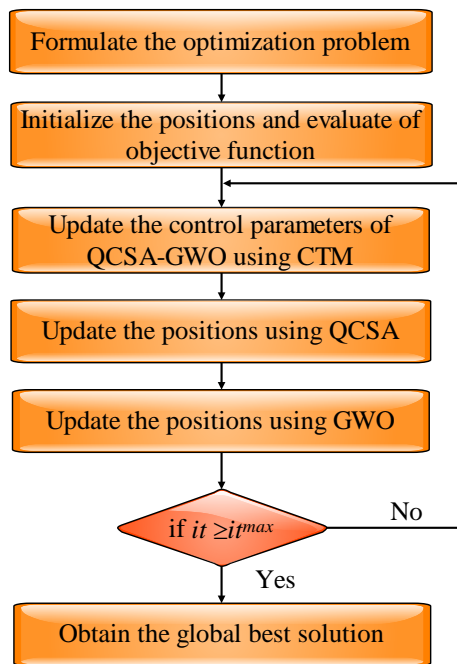 Formulate the optimization problem
Initialize the positions and evaluate of
objective function
Update the control parameters of
QCSA-GWO using CTM
Update the positions using QCSA
Update the positions using GWO
if it ≥it^max
No
Yes
Obtain the global best solution